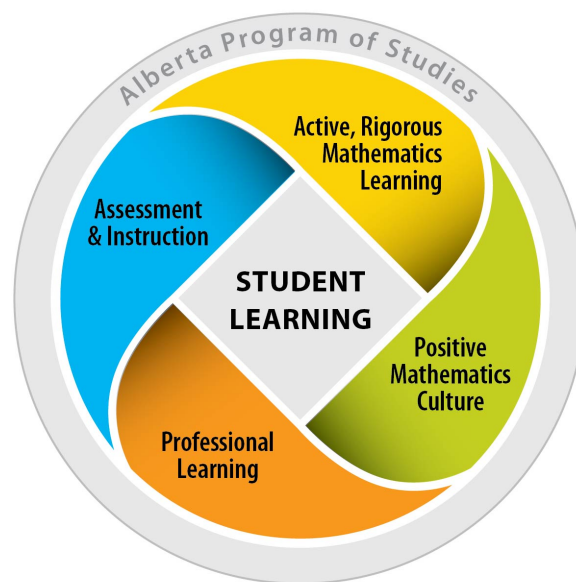 Alberta Program of Studies
Active, Rigorous
Mathematics
Learning
Assessment
& Instruction
STUDENT
LEARNING
Positive
Mathematics
Culture
Professional
Learning